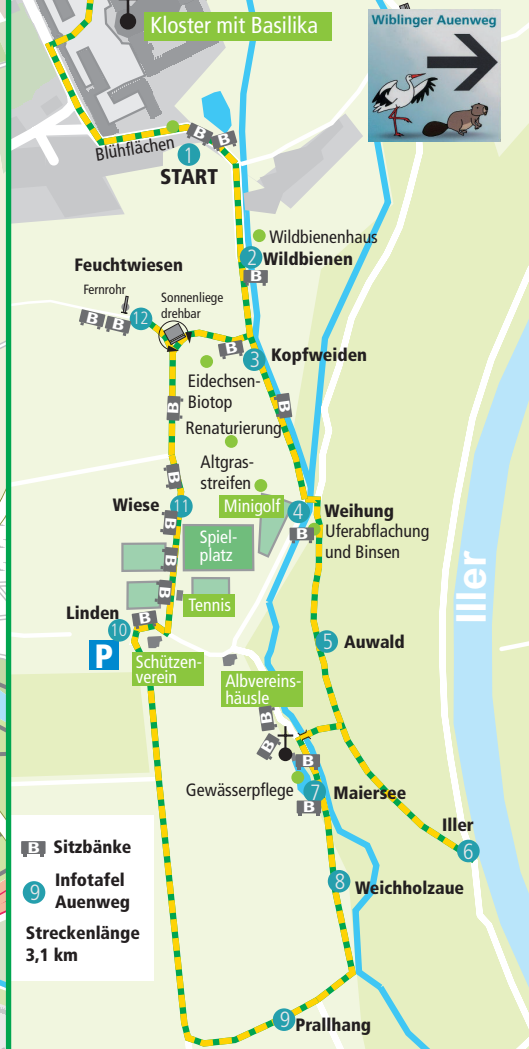 Kloster mit Basilika
Wiblinger Auenweg
Blühflächen
B
B
1
START
Wildbienenhaus
2 Wildbienen
B
Feuchtwiesen
Fernrohr
Sonnenliege
drehbar
B
B
12
B
3 Kopfweiden
Eidechsen-
Biotop
B
B
Renaturierung
Altgras-
streifen
B
Wiese 11
Minigolf
4 Weihung
B
B
Uferabflachung
und Binsen
Spiel-
platz
B
B
Tennis
Iller
Linden
B
10
P
5 Auwald
Schützen-
verein
Albvereins-
häusle
B
B
B
Gewässerpflege
7 Maiersee
B
Iller
6
B Sitzbänke
9 Infotafel
Auenweg
Streckenlänge
3,1 km
8 Weichholzaue
9 Prallhang